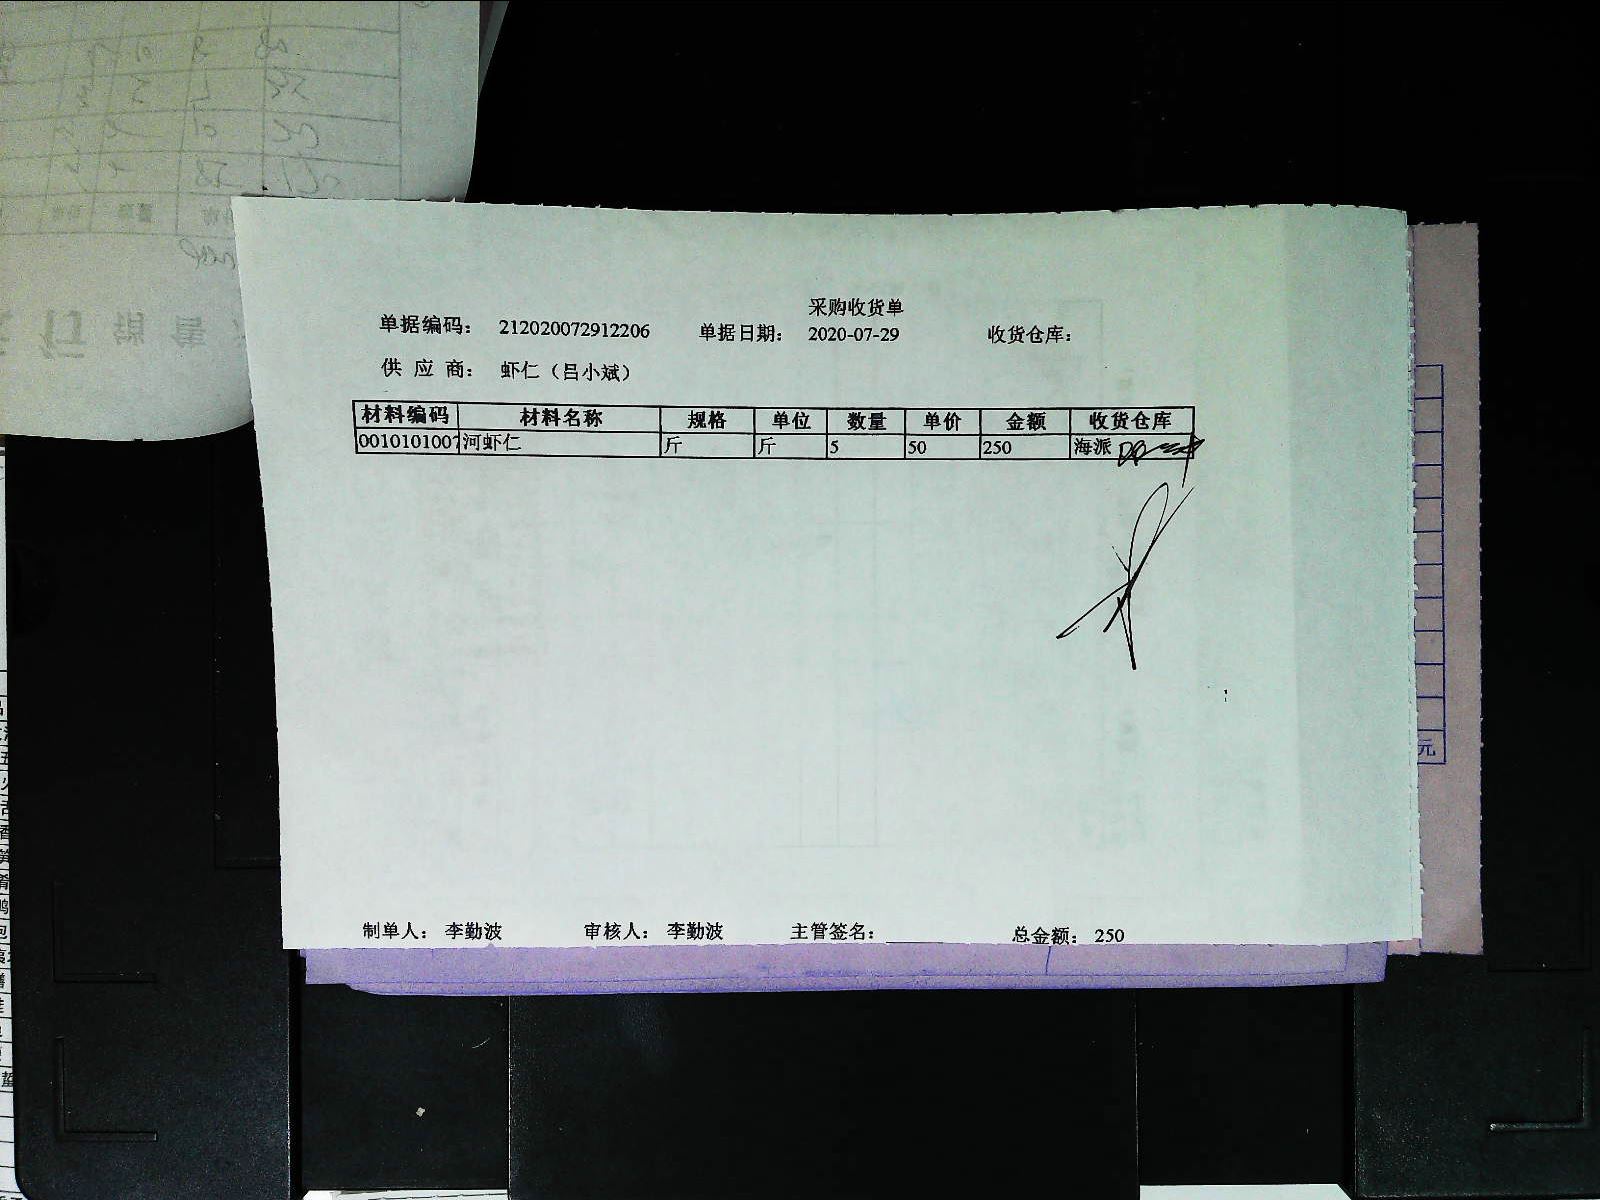 采购收货单
单据编码： 212020072912206 单据日期： 2020-07-29 收货仓库：
供 应 商： 虾仁（吕小斌）
材料编码 材料名称 规格 单位 数量 单价 金额 收货仓库
0010101007 河虾仁 斤 斤 5 50 250 海派
制单人： 李勤波 审核人： 李勤波 主管签名： 总金额： 250
元